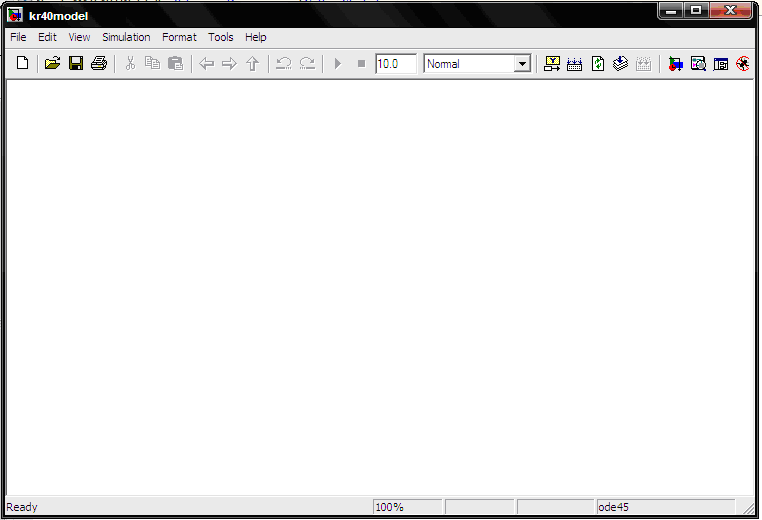 kr40model
File Edit View Simulation Format Tools Help
10.0 Normal
Ready 100% ode45